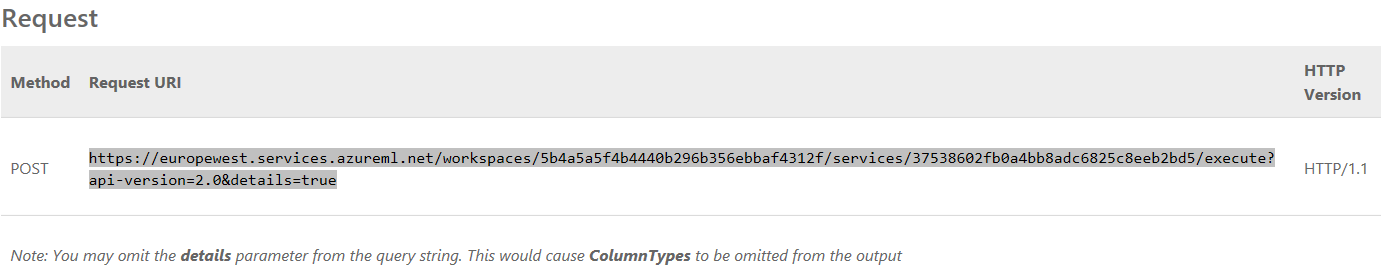 Request
Method Request URI HTTP Version
POST https://europewest.services.azureml.net/workspaces/5b4a5a5f4b4440b296b356ebbaf4312f/services/37538602fb0a4bb8adc6825c8eeb2bd5/execute?
api-version=2.0&details=true HTTP/1.1
Note: You may omit the details parameter from the query string. This would cause ColumnTypes to be omitted from the output